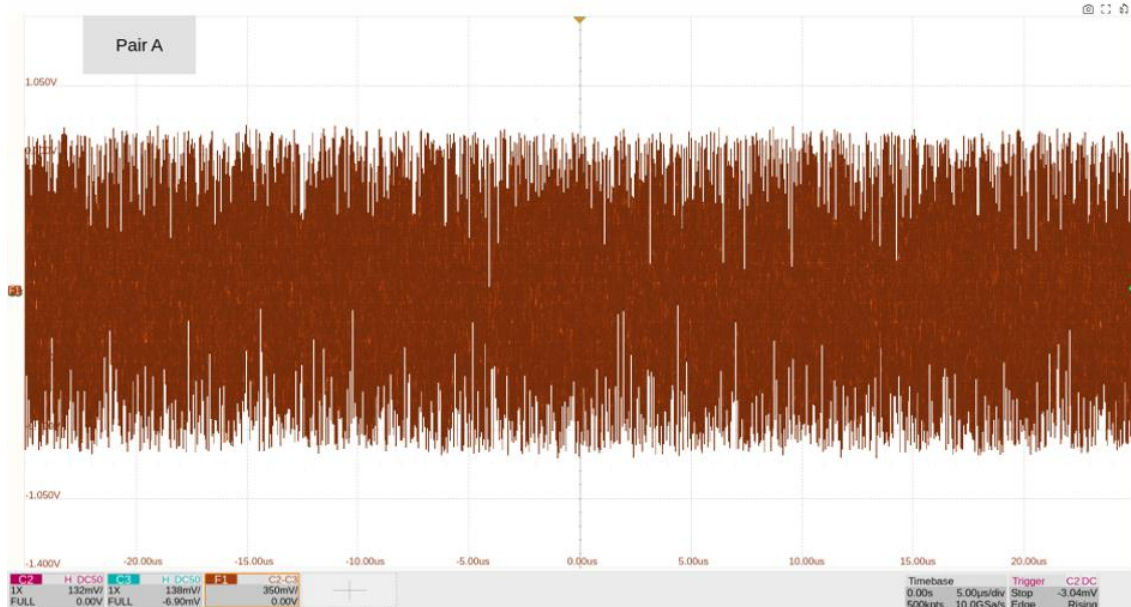 Pair A
1.050V
-1.050V
-1.400V
-20.00us -15.00us -10.00us -5.00us 0.00us 5.00us 10.00us 15.00us 20.00us
C2 H DC50 C3 H DC50 F1 C2-C3 Timebase Trigger C2 DC
1X 132mV/ 1X 138mV/ 350mV/ 0.00s 5.00µs/div Stop -3.04mV
FULL 0.00V FULL -6.90mV 0.00V 500kpts 10.0GSa/s Edge Rising